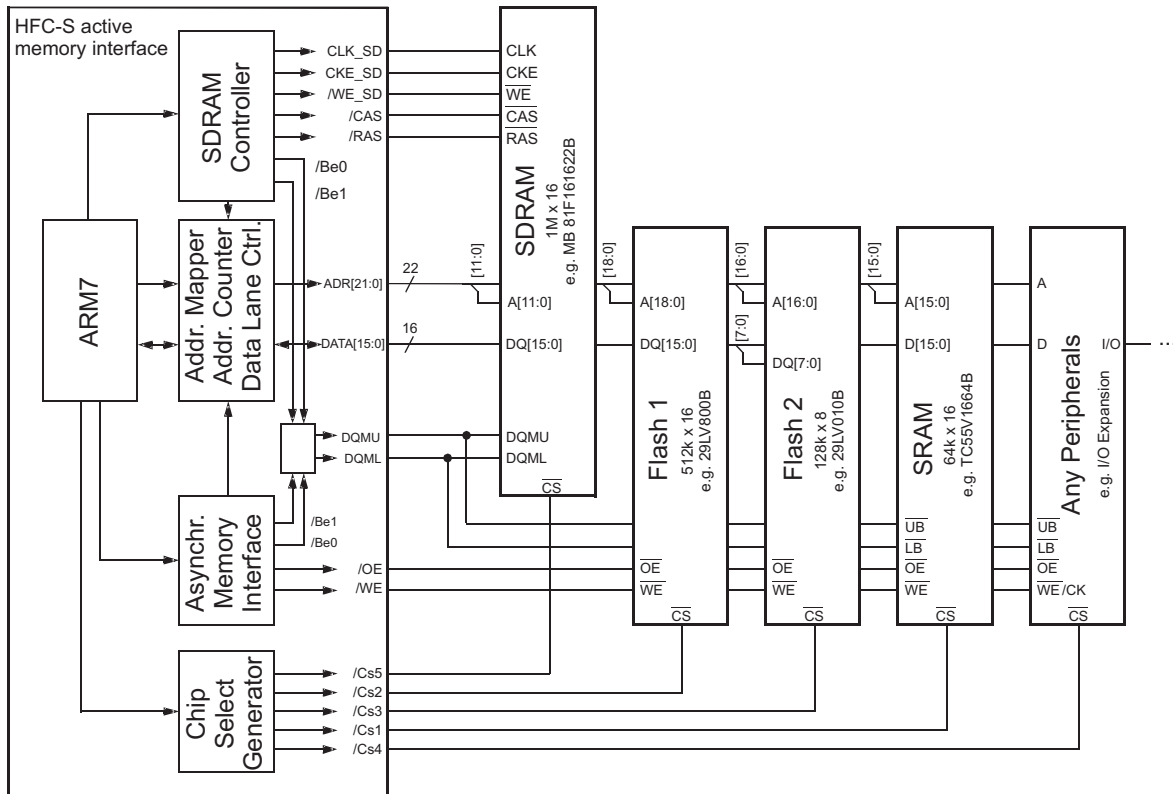 HFC-S active
memory interface
SDRAM
Controller
CLK_SD
CKE_SD
/WE_SD
/CAS
/RAS
/Be0
/Be1
ARM7
Addr. Mapper
Addr. Counter
Data Lane Ctrl.
ADR[21:0]
DATA[15:0]
22
16
DQMU
DQML
Asynchr.
Memory
Interface
/Be1
/Be0
/OE
/WE
Chip
Select
Generator
/Cs5
/Cs2
/Cs3
/Cs1
/Cs4
CLK
CKE
WE
CAS
RAS
SDRAM
1M x 16
e.g. MB 81F161622B
[11:0]
A[11:0]
DQ[15:0]
DQMU
DQML
CS
[18:0]
A[18:0]
DQ[15:0]
Flash 1
512k x 16
e.g. 29LV800B
OE
WE
CS
[16:0]
A[16:0]
[7:0]
DQ[7:0]
Flash 2
128k x 8
e.g. 29LV010B
OE
WE
CS
[15:0]
A[15:0]
D[15:0]
SRAM
64k x 16
e.g. TC55V1664B
UB
LB
OE
WE
CS
A
D
I/O
...
Any Peripherals
e.g. I/O Expansion
UB
LB
OE
WE/CK
CS